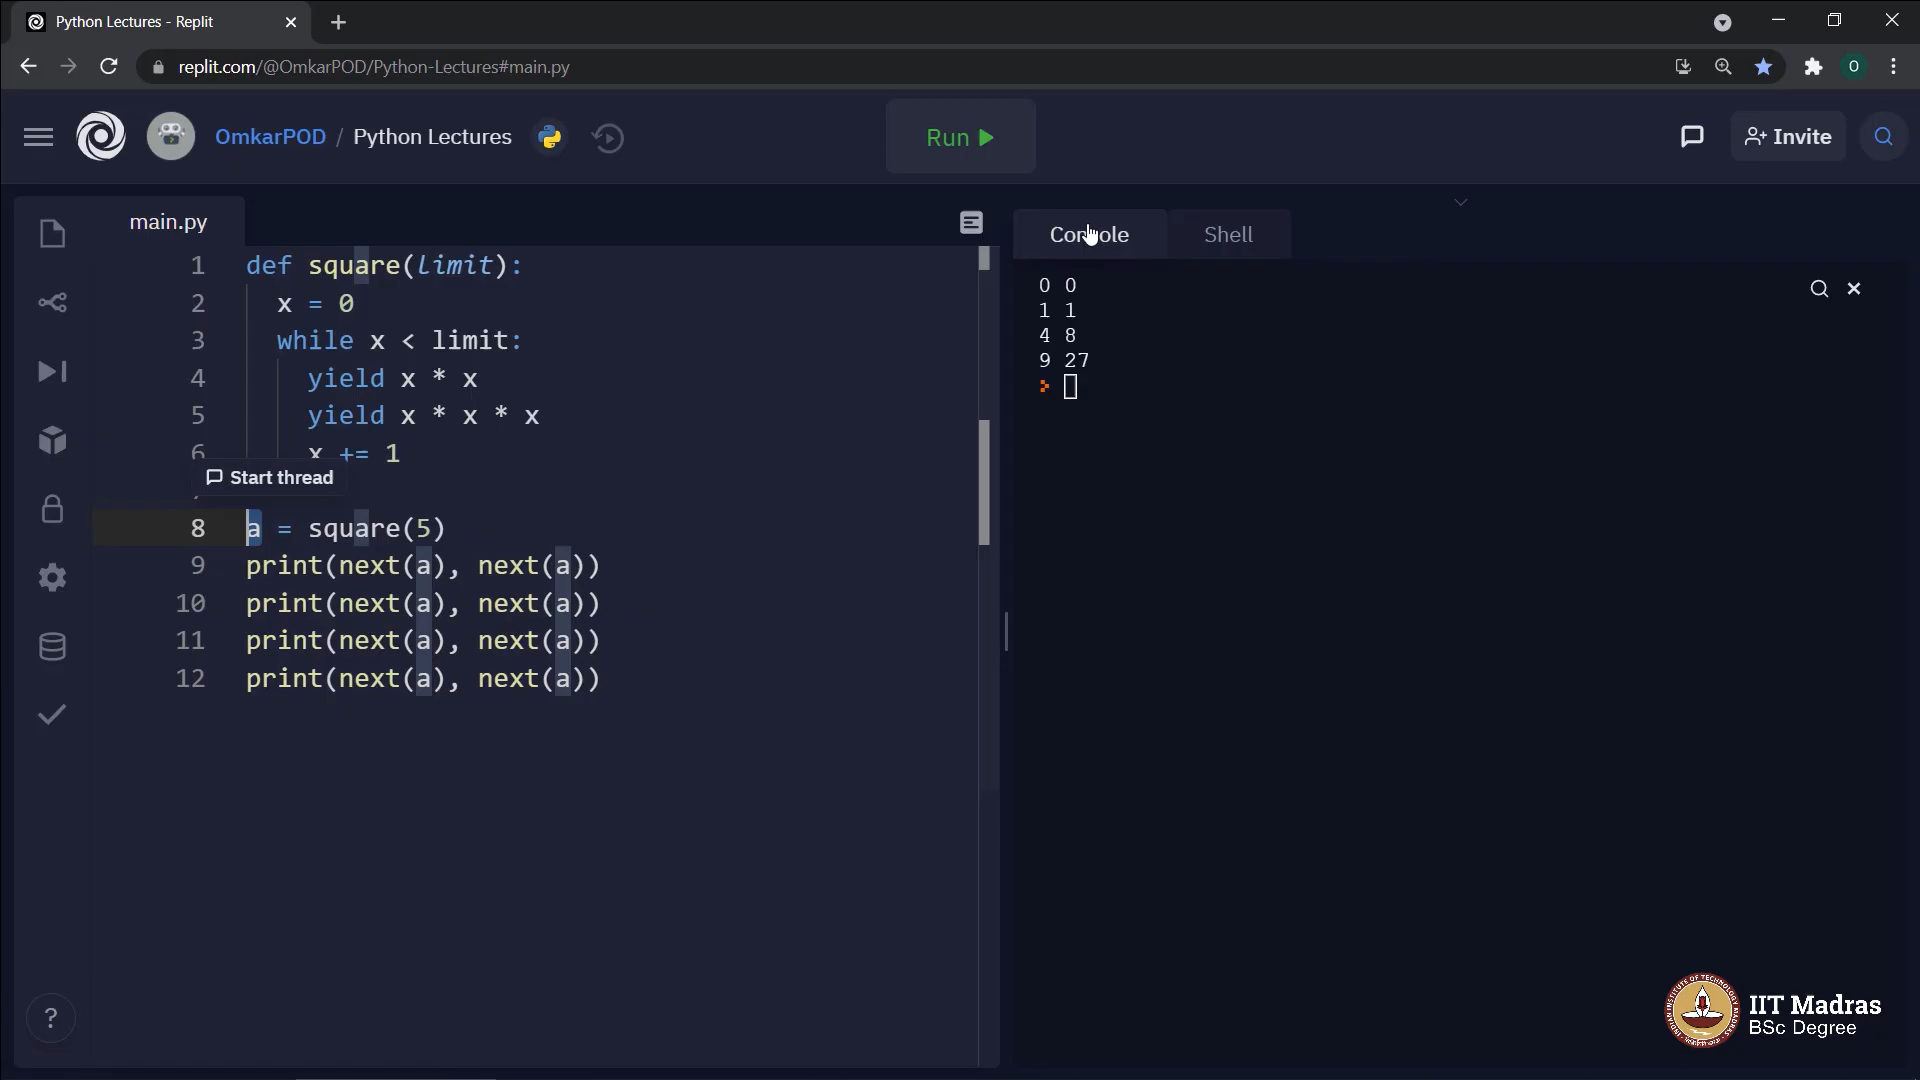 Python Lectures - Replit
replit.com/@OmkarPOD/Python-Lectures#main.py
O
OmkarPOD / Python Lectures
Run
Invite
main.py
Console
Shell
1 def square(limit):
2 x = 0
3 while x < limit:
4 yield x * x
5 yield x * x * x
6 x += 1
Start thread
8 a = square(5)
9 print(next(a), next(a))
10 print(next(a), next(a))
11 print(next(a), next(a))
12 print(next(a), next(a))
0 0
1 1
4 8
9 27
?
IIT Madras
BSc Degree